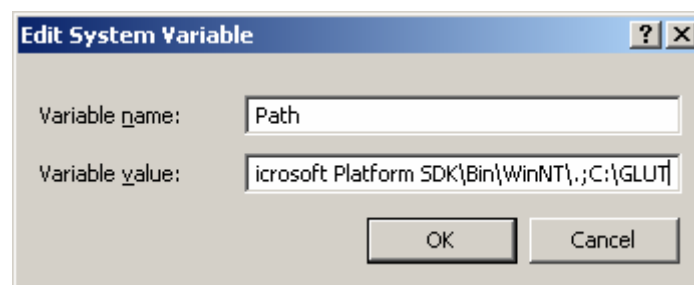 Edit System Variable
Variable name: Path
Variable value: icrosoft Platform SDK\Bin\WinNT\.;C:\GLUT
OK Cancel